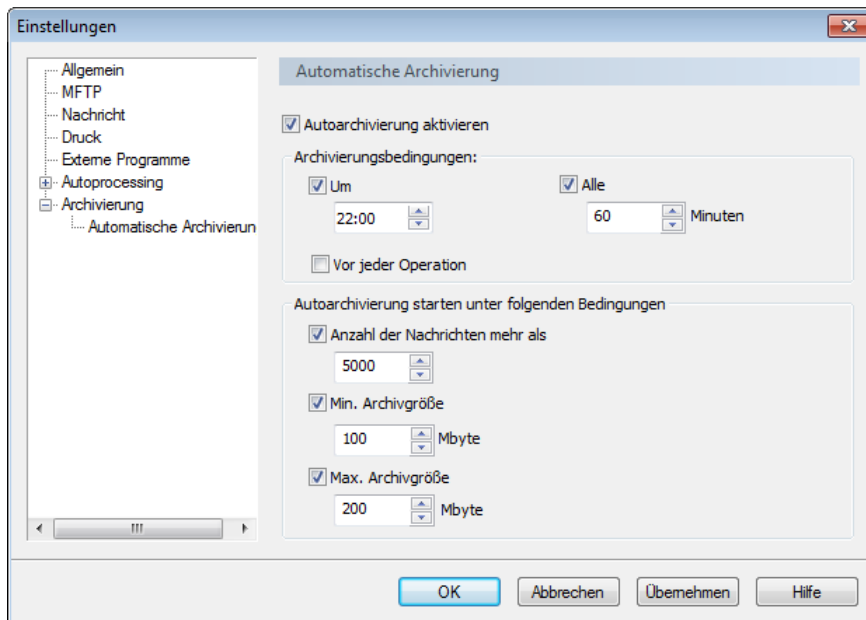 Einstellungen
Allgemein
MFTP
Nachricht
Druck
Externe Programme
Autoprocessing
Archivierung
Automatische Archivierun
Automatische Archivierung
Autoarchivierung aktivieren
Archivierungsbedingungen:
Um
Alle
22:00
60 Minuten
Vor jeder Operation
Autoarchivierung starten unter folgenden Bedingungen
Anzahl der Nachrichten mehr als
5000
Min. Archivgröße
100 Mbyte
Max. Archivgröße
200 Mbyte
OK Abbrechen Übernehmen Hilfe